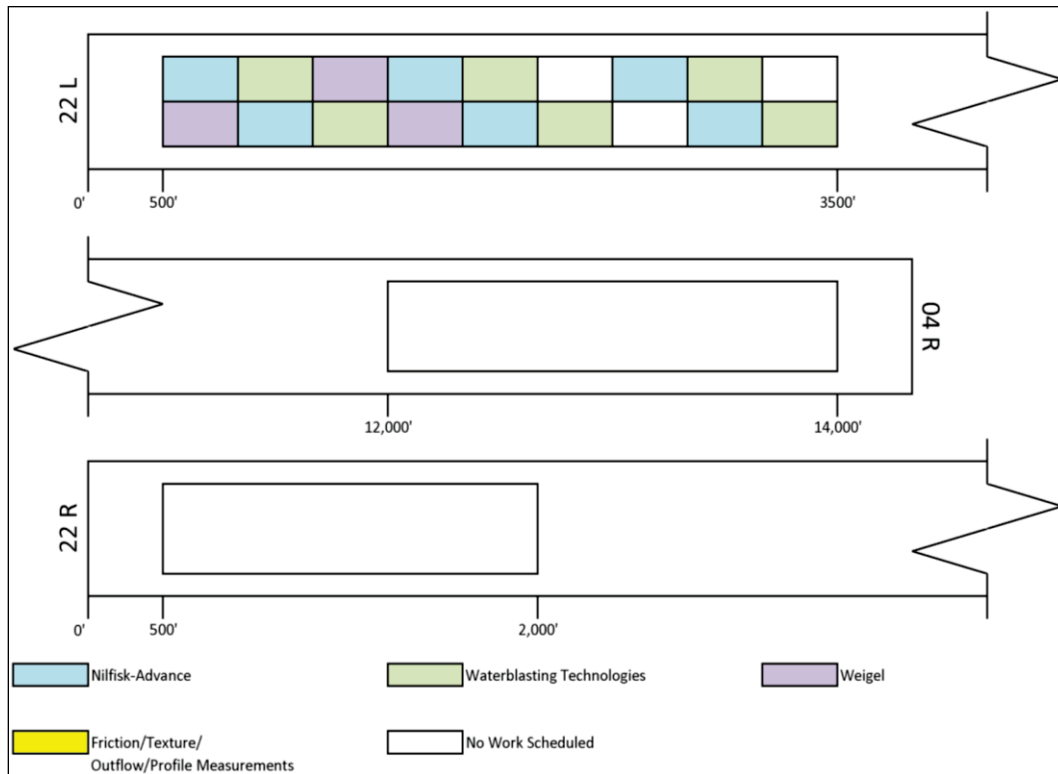 22 L
0'
500'
3500'
04 R
12,000'
14,000'
22 R
0'
500'
2,000'
Nilfisk-Advance
Waterblasting Technologies
Weigel
Friction/Texture/
Outflow/Profile Measurements
No Work Scheduled